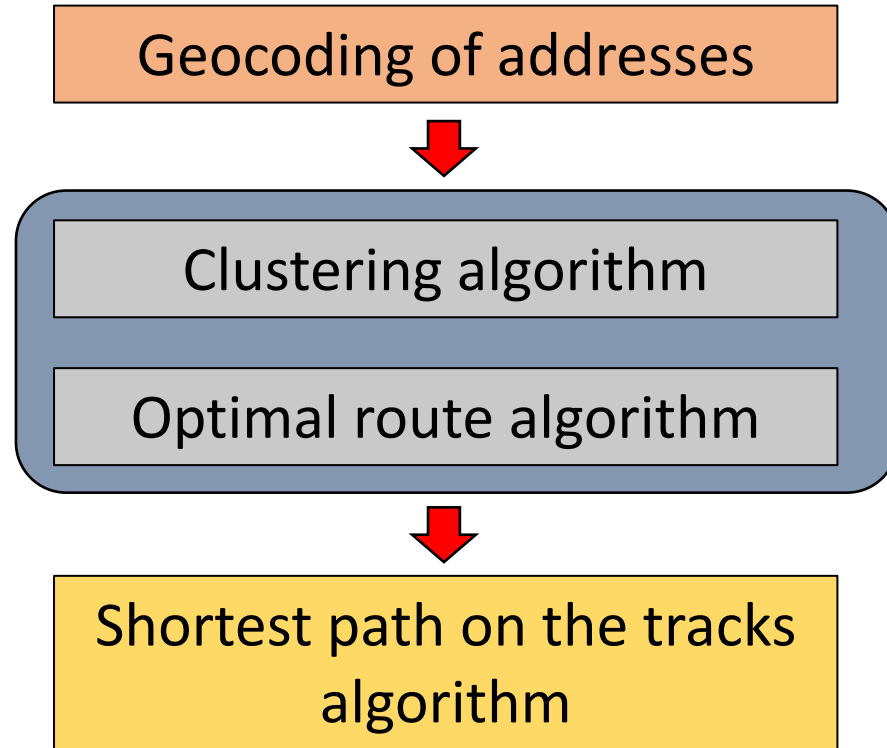 Geocoding of addresses
Clustering algorithm
Optimal route algorithm
Shortest path on the tracks
algorithm